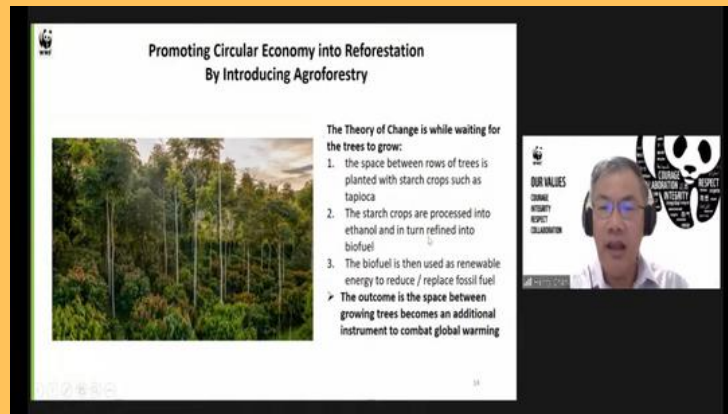 WWF
Promoting Circular Economy into Reforestation
By Introducing Agroforestry
The Theory of Change is while waiting for
the trees to grow:
1. the space between rows of trees is
planted with starch crops such as
tapioca
2. The starch crops are processed into
ethanol and in turn refined into
biofuel
3. The biofuel is then used as renewable
energy to reduce / replace fossil fuel
➢ The outcome is the space between
growing trees becomes an additional
instrument to combat global warming
14
WWF
OUR VALUES
COURAGE
INTEGRITY
RESPECT
COLLABORATION
COURAGE
INTEGRITY
RESPECT